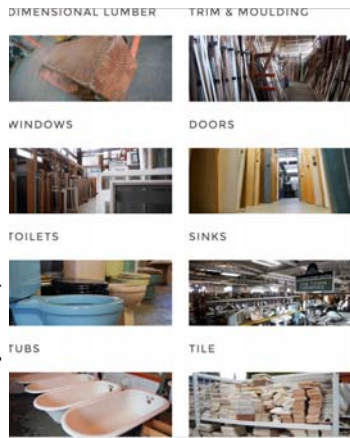 DIMENSIONAL LUMBER
TRIM & MOULDING
WINDOWS
DOORS
TOILETS
SINKS
TUBS
TILE